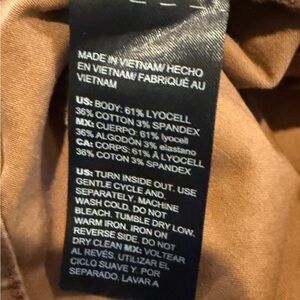 MADE IN VIETNAM/ HECHO
EN VIETNAM/ FABRIQUÉ AU
VIETNAM
US: BODY: 61% LYOCELL
36% COTTON 3% SPANDEX
MX: CUERPO: 61% lyocell
36% ALGODÓN 3% elastano
CA: CORPS: 61% Á LYOCELL
36% COTON 3% SPANDEX
US: TURN INSIDE OUT. USE
GENTLE CYCLE AND
SEPARATELY. MACHINE
WASH COLD. DO NOT
BLEACH. TUMBLE DRY LOW.
WARM IRON. IRON ON
REVERSE SIDE. DO NOT
DRY CLEAN MX: VOLTEAR
AL REVÉS. UTILIZAR EL
CICLO SUAVE Y. POR
SEPARADO. LAVAR A